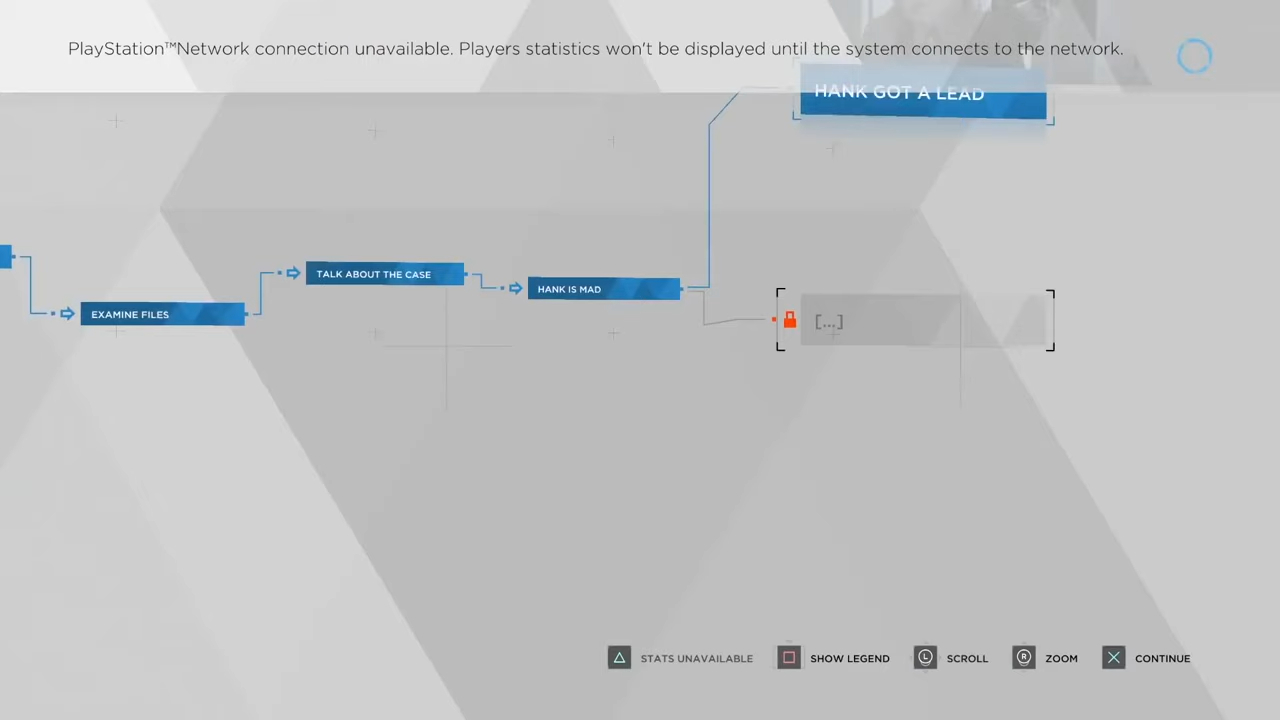 PlayStation™Network connection unavailable. Players statistics won't be displayed until the system connects to the network.
HANK GOT A LEAD
TALK ABOUT THE CASE
HANK IS MAD
EXAMINE FILES
[...]
STATS UNAVAILABLE
SHOW LEGEND
L
SCROLL
R
ZOOM
CONTINUE